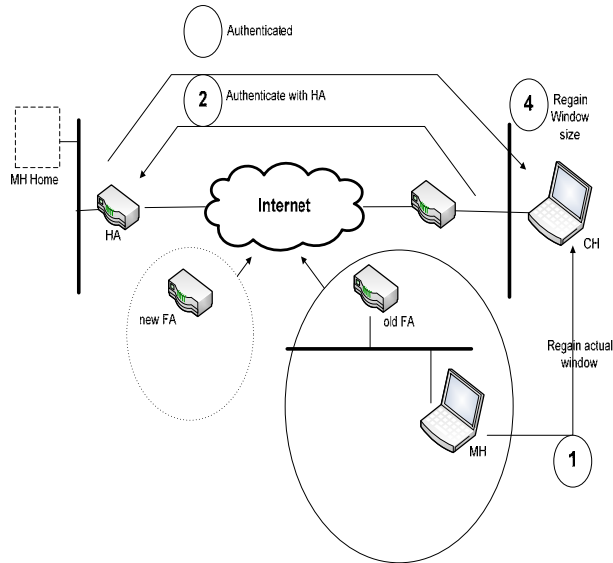 Authenticated
2
Authenticate with HA
4
Regain
Window
size
MH Home
HA
Internet
CH
new FA
old FA
Regain actual
window
MH
1